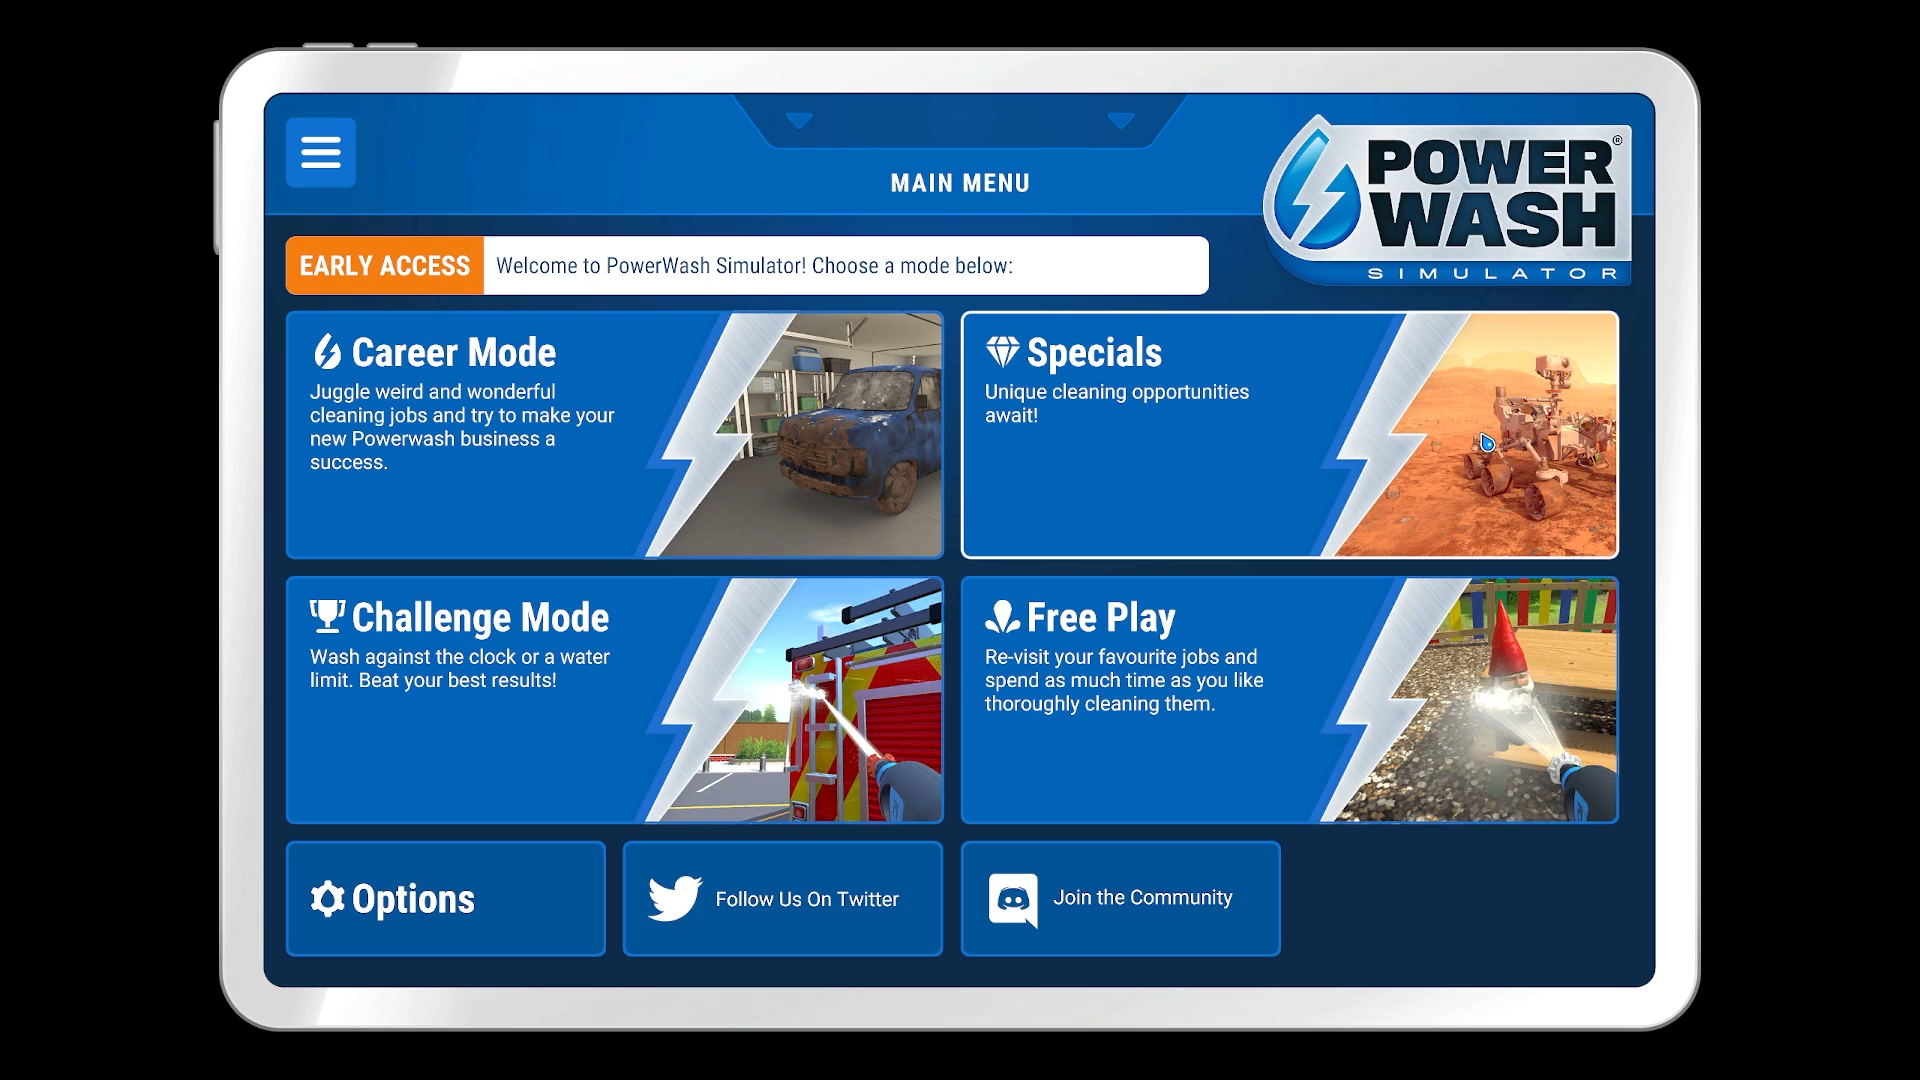 MAIN MENU
POWER®
WASH
SIMULATOR
EARLY ACCESS Welcome to PowerWash Simulator! Choose a mode below:
Career Mode
Juggle weird and wonderful
cleaning jobs and try to make your
new Powerwash business a
success.
Specials
Unique cleaning opportunities
await!
Challenge Mode
Wash against the clock or a water
limit. Beat your best results!
Free Play
Re-visit your favourite jobs and
spend as much time as you like
thoroughly cleaning them.
Options
Follow Us On Twitter
Join the Community